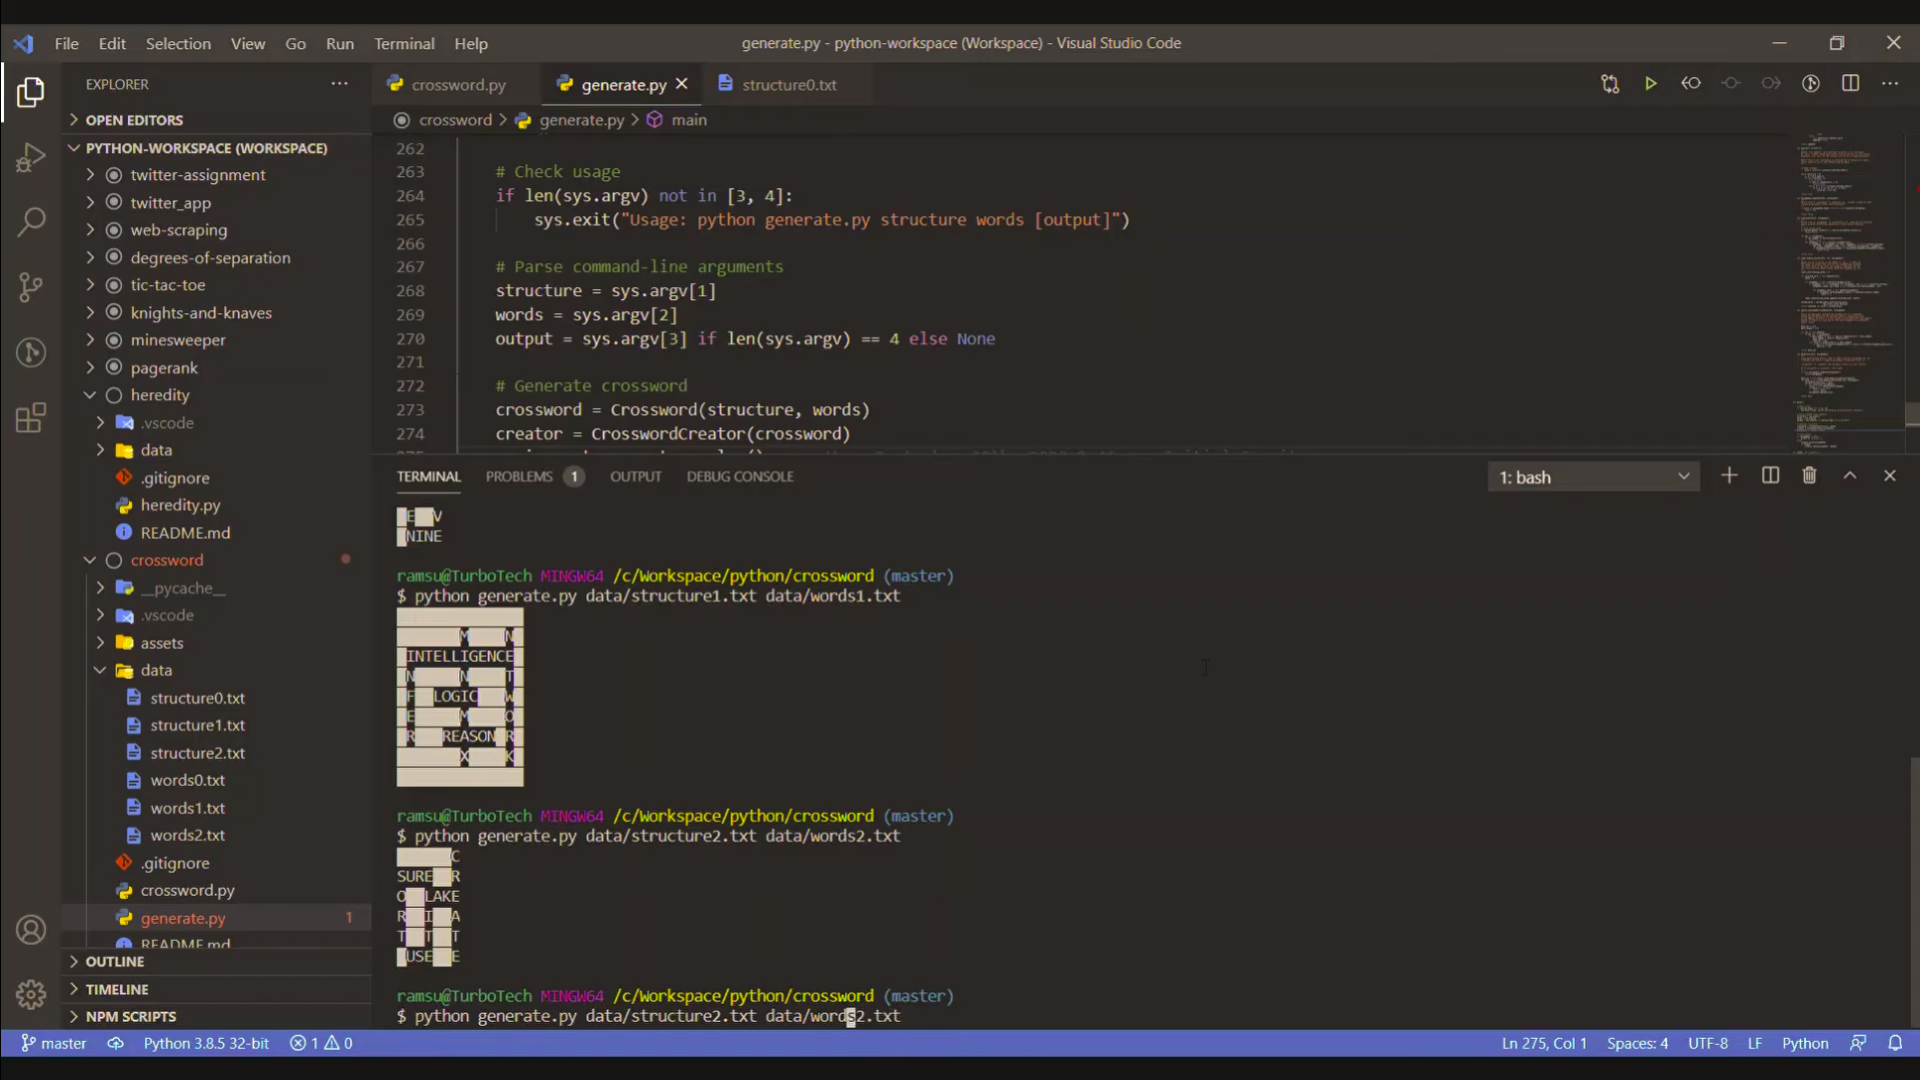 File Edit Selection View Go Run Terminal Help
generate.py - python-workspace (Workspace) - Visual Studio Code
EXPLORER
OPEN EDITORS
PYTHON-WORKSPACE (WORKSPACE)
twitter-assignment
twitter_app
web-scraping
degrees-of-separation
tic-tac-toe
knights-and-knaves
minesweeper
pagerank
heredity
.vscode
data
.gitignore
heredity.py
README.md
crossword
__pycache__
.vscode
assets
data
structure0.txt
structure1.txt
structure2.txt
words0.txt
words1.txt
words2.txt
.gitignore
crossword.py
generate.py 1
README.md
OUTLINE
TIMELINE
NPM SCRIPTS
crossword.py generate.py structure0.txt
crossword > generate.py > main
262
263 # Check usage
264 if len(sys.argv) not in [3, 4]:
265 sys.exit("Usage: python generate.py structure words [output]")
266
267 # Parse command-line arguments
268 structure = sys.argv[1]
269 words = sys.argv[2]
270 output = sys.argv[3] if len(sys.argv) == 4 else None
271
272 # Generate crossword
273 crossword = Crossword(structure, words)
274 creator = CrosswordCreator(crossword)
TERMINAL PROBLEMS 1 OUTPUT DEBUG CONSOLE 1: bash
E V
NINE
ramsu@TurboTech MINGW64 /c/Workspace/python/crossword (master)
$ python generate.py data/structure1.txt data/words1.txt
M N
INTELLIGENCE
N N T
F LOGIC W
E M O
R REASON R
X K
ramsu@TurboTech MINGW64 /c/Workspace/python/crossword (master)
$ python generate.py data/structure2.txt data/words2.txt
C
SURE R
O LAKE
R I A
T T T
USE E
ramsu@TurboTech MINGW64 /c/Workspace/python/crossword (master)
$ python generate.py data/structure2.txt data/words2.txt
master Python 3.8.5 32-bit 1 0 Ln 275, Col 1 Spaces: 4 UTF-8 LF Python